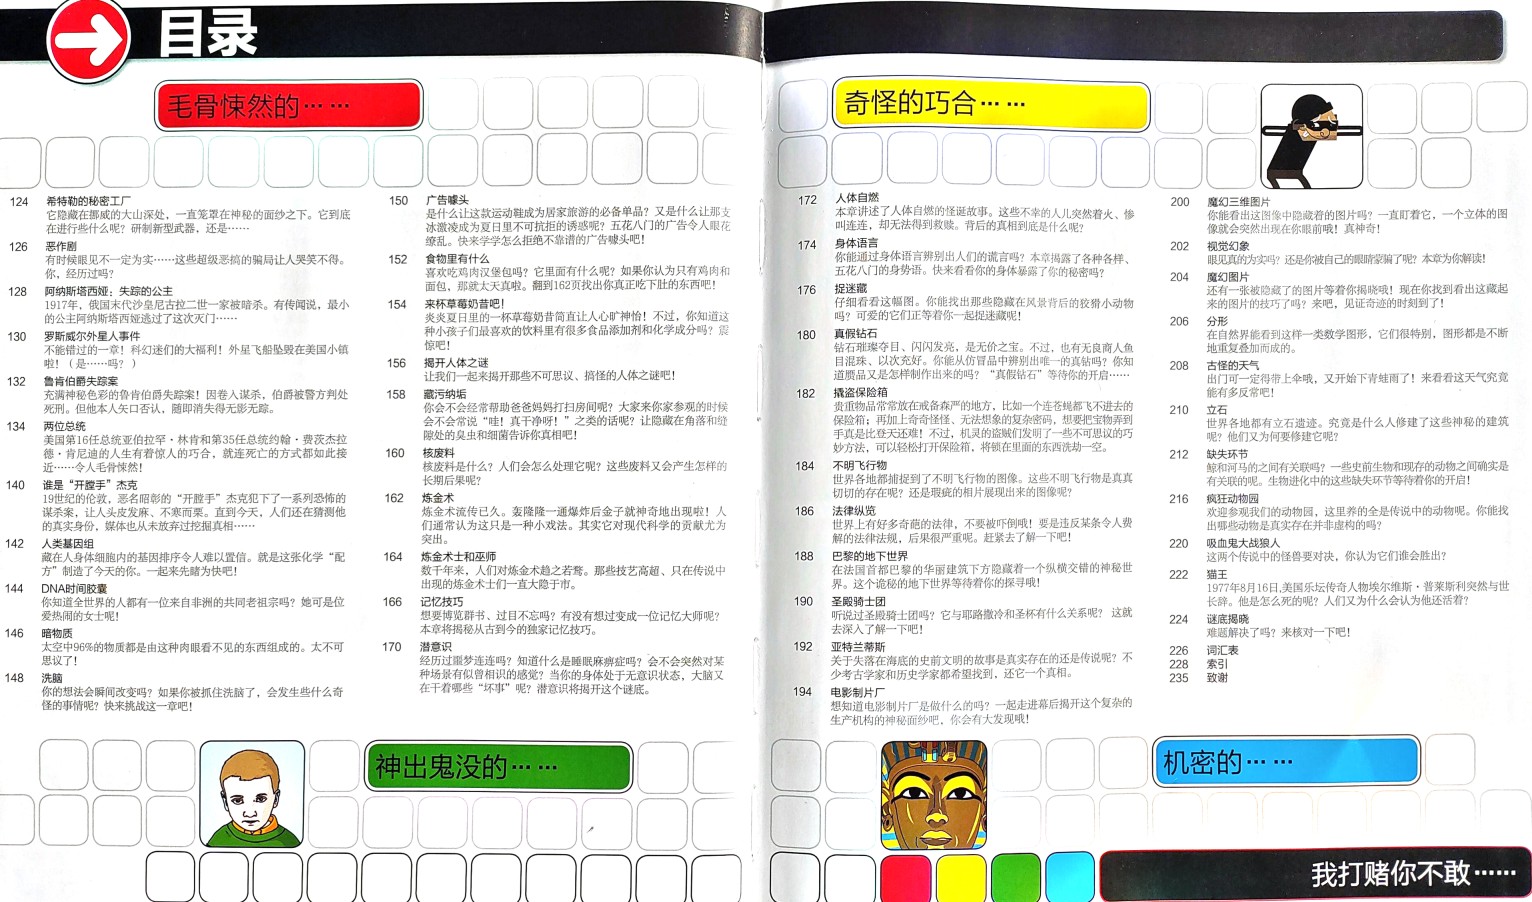 目录
毛骨悚然的……
124 希特勒的秘密工厂
它隐藏在挪威的大山深处，一直笼罩在神秘的面纱之下。它到底
在进行些什么呢？研制新型武器，还是……
126 恶作剧
有时候眼见不一定为实……这些超级恶搞的骗局让人哭笑不得。
你，经历过吗？
128 阿纳斯塔西娅：失踪的公主
1917年，俄国末代沙皇尼古拉二世一家被暗杀。有传闻说，最小
的公主阿纳斯塔西娅逃过了这次灭门……
130 罗斯威尔外星人事件
不能错过的一章！科幻迷们的大福利！外星飞船坠毁在美国小镇
啦！（是……吗？）
132 鲁肯伯爵失踪案
充满神秘色彩的鲁肯伯爵失踪案！因卷入谋杀，伯爵被警方判处
死刑。但他本人矢口否认，随即消失得无影无踪。
134 两位总统
美国第16任总统亚伯拉罕·林肯和第35任总统约翰·费茨杰拉
德·肯尼迪的人生有着惊人的巧合，就连死亡的方式都如此接
近……令人毛骨悚然！
140 谁是“开膛手”杰克
19世纪的伦敦，恶名昭彰的“开膛手”杰克犯下了一系列恐怖的
谋杀案，让人头皮发麻、不寒而栗。直到今天，人们还在猜测他
的真实身份，媒体也从未放弃过挖掘真相……
142 人类基因组
藏在人身体细胞内的基因排序令人难以置信。就是这张化学“配
方”制造了今天的你。一起来先睹为快吧！
144 DNA时间胶囊
你知道全世界的人都有一位来自非洲的共同老祖宗吗？她可是位
爱热闹的女士呢！
146 暗物质
太空中96%的物质都是由这种肉眼看不见的东西组成的。太不可
思议了！
148 洗脑
你的想法会瞬间改变吗？如果你被抓住洗脑了，会发生些什么奇
怪的事情呢？快来挑战这一章吧！
150 广告噱头
是什么让这款运动鞋成为居家旅游的必备单品？又是什么让那支
冰激凌成为夏日里不可抗拒的诱惑呢？五花八门的广告令人眼花
缭乱。快来学学怎么拒绝不靠谱的广告噱头吧！
152 食物里有什么
喜欢吃鸡肉汉堡包吗？它里面有什么呢？如果你认为只有鸡肉和
面包，那就太天真啦。翻到162页找出你真正吃下肚的东西吧！
154 来杯草莓奶昔吧！
炎炎夏日里的一杯草莓奶昔简直让人心旷神怡！不过，你知道这
种小孩子们最喜欢的饮料里有很多食品添加剂和化学成分吗？震
惊吧！
156 揭开人体之谜
让我们一起来揭开那些不可思议、搞怪的人体之谜吧！
158 藏污纳垢
你会不会经常帮助爸爸妈妈打扫房间呢？大家来你家参观的时候
会不会常说“哇！真干净呀！”之类的话呢？让隐藏在角落和缝
隙处的臭虫和细菌告诉你真相吧！
160 核废料
核废料是什么？人们会怎么处理它呢？这些废料又会产生怎样的
长期后果呢？
162 炼金术
炼金术流传已久。轰隆隆一通爆炸后金子就神奇地出现啦！人
们通常认为这只是一种小戏法。其实它对现代科学的贡献尤为
突出。
164 炼金术士和巫师
数千年来，人们对炼金术趋之若鹜。那些技艺高超、只在传说中
出现的炼金术士们一直大隐于市。
166 记忆技巧
想要博览群书、过目不忘吗？有没有想过变成一位记忆大师呢？
本章将揭秘从古到今的独家记忆技巧。
170 潜意识
经历过噩梦连连吗？知道什么是睡眠麻痹症吗？会不会突然对某
种场景有似曾相识的感觉？当你的身体处于无意识状态，大脑又
在干着哪些“坏事”呢？潜意识将揭开这个谜底。
神出鬼没的……
奇怪的巧合……
172 人体自燃
本章讲述了人体自燃的怪诞故事。这些不幸的人儿突然着火、惨
叫连连，却无法得到救赎。背后的真相到底是什么呢？
174 身体语言
你能通过身体语言辨别出人们的谎言吗？本章揭露了各种各样、
五花八门的身势语。快来看看你的身体暴露了你的秘密吗？
176 捉迷藏
仔细看看这幅图。你能找出那些隐藏在风景背后的狡猾小动物
吗？可爱的它们正等着你一起捉迷藏呢！
180 真假钻石
钻石璀璨夺目、闪闪发亮，是无价之宝。不过，也有无良商人鱼
目混珠、以次充好。你能从仿冒品中辨别出唯一的真钻吗？你知
道赝品又是怎样制作出来的吗？“真假钻石”等待你的开启……
182 撬盗保险箱
贵重物品常常放在戒备森严的地方，比如一个连苍蝇都飞不进去的
保险箱；再加上奇奇怪怪、无法想象的复杂密码，想要把宝物弄到
手真是比登天还难！不过，机灵的盗贼们发明了一些不可思议的巧
妙方法，可以轻松打开保险箱，将锁在里面的东西洗劫一空。
184 不明飞行物
世界各地都捕捉到了不明飞行物的图像。这些不明飞行物是真真
切切的存在呢？还是瑕疵的相片展现出来的图像呢？
186 法律纵览
世界上有好多奇葩的法律，不要被吓倒哦！要是违反某条令人费
解的法律法规，后果很严重呢。赶紧去了解一下吧！
188 巴黎的地下世界
在法国首都巴黎的华丽建筑下方隐藏着一个纵横交错的神秘世
界。这个诡秘的地下世界等待着你的探寻哦！
190 圣殿骑士团
听说过圣殿骑士团吗？它与耶路撒冷和圣杯有什么关系呢？ 这就
去深入了解一下吧！
192 亚特兰蒂斯
关于失落在海底的史前文明的故事是真实存在的还是传说呢？不
少考古学家和历史学家都希望找到，还它一个真相。
194 电影制片厂
想知道电影制片厂是做什么的吗？一起走进幕后揭开这个复杂的
生产机构的神秘面纱吧，你会有大发现哦！
200 魔幻三维图片
你能看出这图像中隐藏着的图片吗？一直盯着它，一个立体的图
像就会突然出现在你眼前哦！真神奇！
202 视觉幻象
眼见真的为实吗？还是你被自己的眼睛蒙骗了呢？本章为你解读！
204 魔幻图片
还有一张被隐藏了的图片等着你揭晓哦！现在你找到看出这藏起
来的图片的技巧了吗？来吧，见证奇迹的时刻到了！
206 分形
在自然界能看到这样一类数学图形，它们很特别，图形都是不断
地重复叠加而成的。
208 古怪的天气
出门可一定得带上伞哦，又开始下青蛙雨了！来看看这天气究竟
能有多反常吧！
210 立石
世界各地都有立石遗迹。究竟是什么人修建了这些神秘的建筑
呢？他们又为何要修建它呢？
212 缺失环节
鲸和河马的之间有关联吗？一些史前生物和现存的动物之间确实是
有关联的呢。生物进化中的这些缺失环节等待着你的开启！
216 疯狂动物园
欢迎参观我们的动物园，这里养的全是传说中的动物呢。你能找
出哪些动物是真实存在并非虚构的吗？
220 吸血鬼大战狼人
这两个传说中的怪兽要对决，你认为它们谁会胜出？
222 猫王
1977年8月16日，美国乐坛传奇人物埃尔维斯·普莱斯利突然与世
长辞。他是怎么死的呢？人们又为什么会认为他还活着？
224 谜底揭晓
难题解决了吗？来核对一下吧！
226 词汇表
228 索引
235 致谢
机密的……
我打赌你不敢……